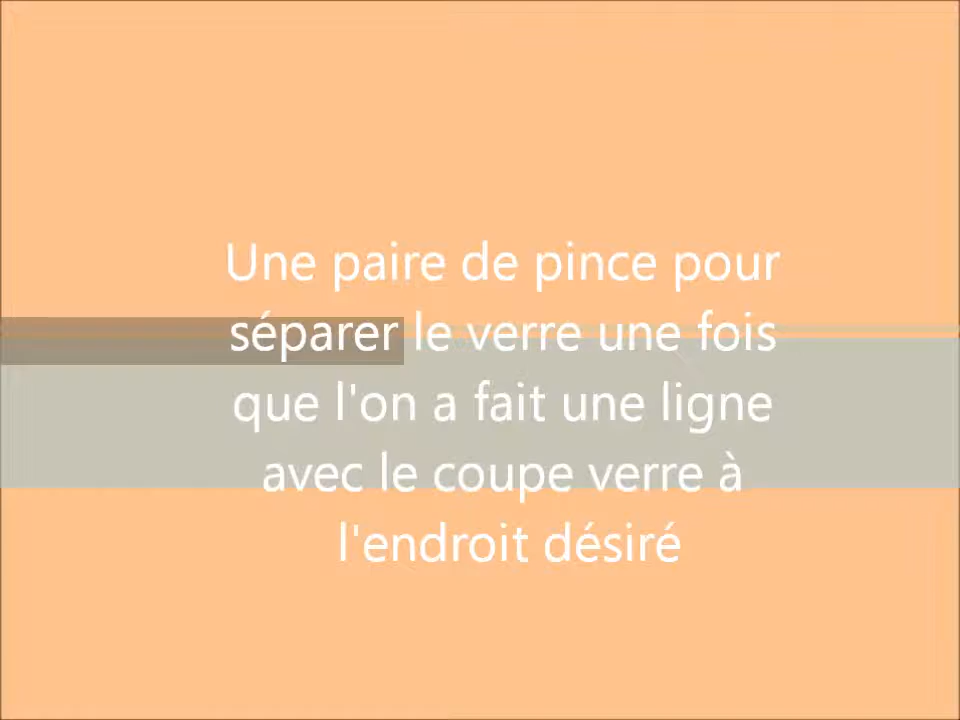 Une paire de pince pour
séparer le verre une fois
que l'on a fait une ligne
avec le coupe verre à
l'endroit désiré